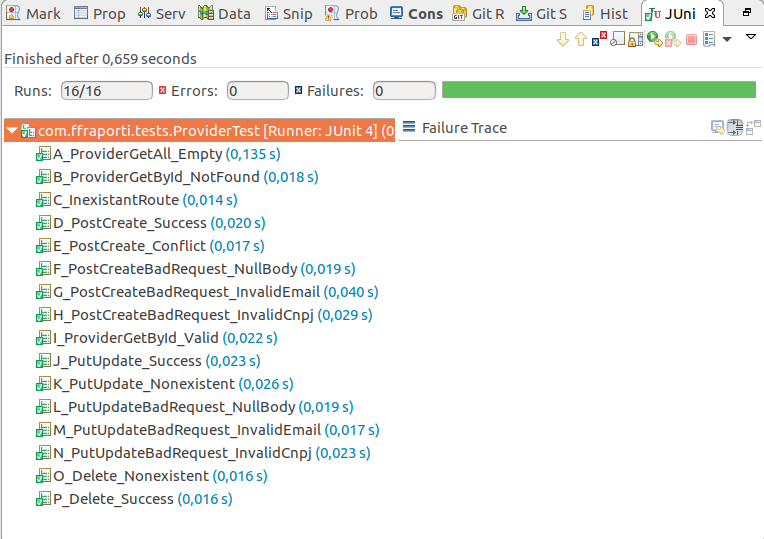 Mark Prop Serv Data Snip Prob Cons Git R Git S Hist JUni
Finished after 0,659 seconds
Runs: 16/16 Errors: 0 Failures: 0
com.ffraporti.tests.ProviderTest [Runner: JUnit 4] (0
Failure Trace
A_ProviderGetAll_Empty (0,135 s)
B_ProviderGetById_NotFound (0,018 s)
C_InexistantRoute (0,014 s)
D_PostCreate_Success (0,020 s)
E_PostCreate_Conflict (0,017 s)
F_PostCreateBadRequest_NullBody (0,019 s)
G_PostCreateBadRequest_InvalidEmail (0,040 s)
H_PostCreateBadRequest_InvalidCnpj (0,029 s)
I_ProviderGetById_Valid (0,022 s)
J_PutUpdate_Success (0,023 s)
K_PutUpdate_Nonexistent (0,026 s)
L_PutUpdateBadRequest_NullBody (0,019 s)
M_PutUpdateBadRequest_InvalidEmail (0,017 s)
N_PutUpdateBadRequest_InvalidCnpj (0,023 s)
O_Delete_Nonexistent (0,016 s)
P_Delete_Success (0,016 s)